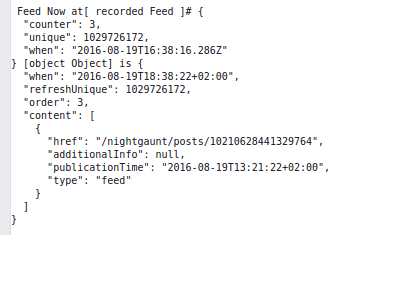 Feed Now at[ recorded Feed ]# {
  "counter": 3,
  "unique": 1029726172,
  "when": "2016-08-19T16:38:16.286Z"
} [object Object] is {
  "when": "2016-08-19T18:38:22+02:00",
  "refreshUnique": 1029726172,
  "order": 3,
  "content": [
    {
      "href": "/nightgaunt/posts/10210628441329764",
      "additionalInfo": null,
      "publicationTime": "2016-08-19T13:21:22+02:00",
      "type": "feed"
    }
  ]
}